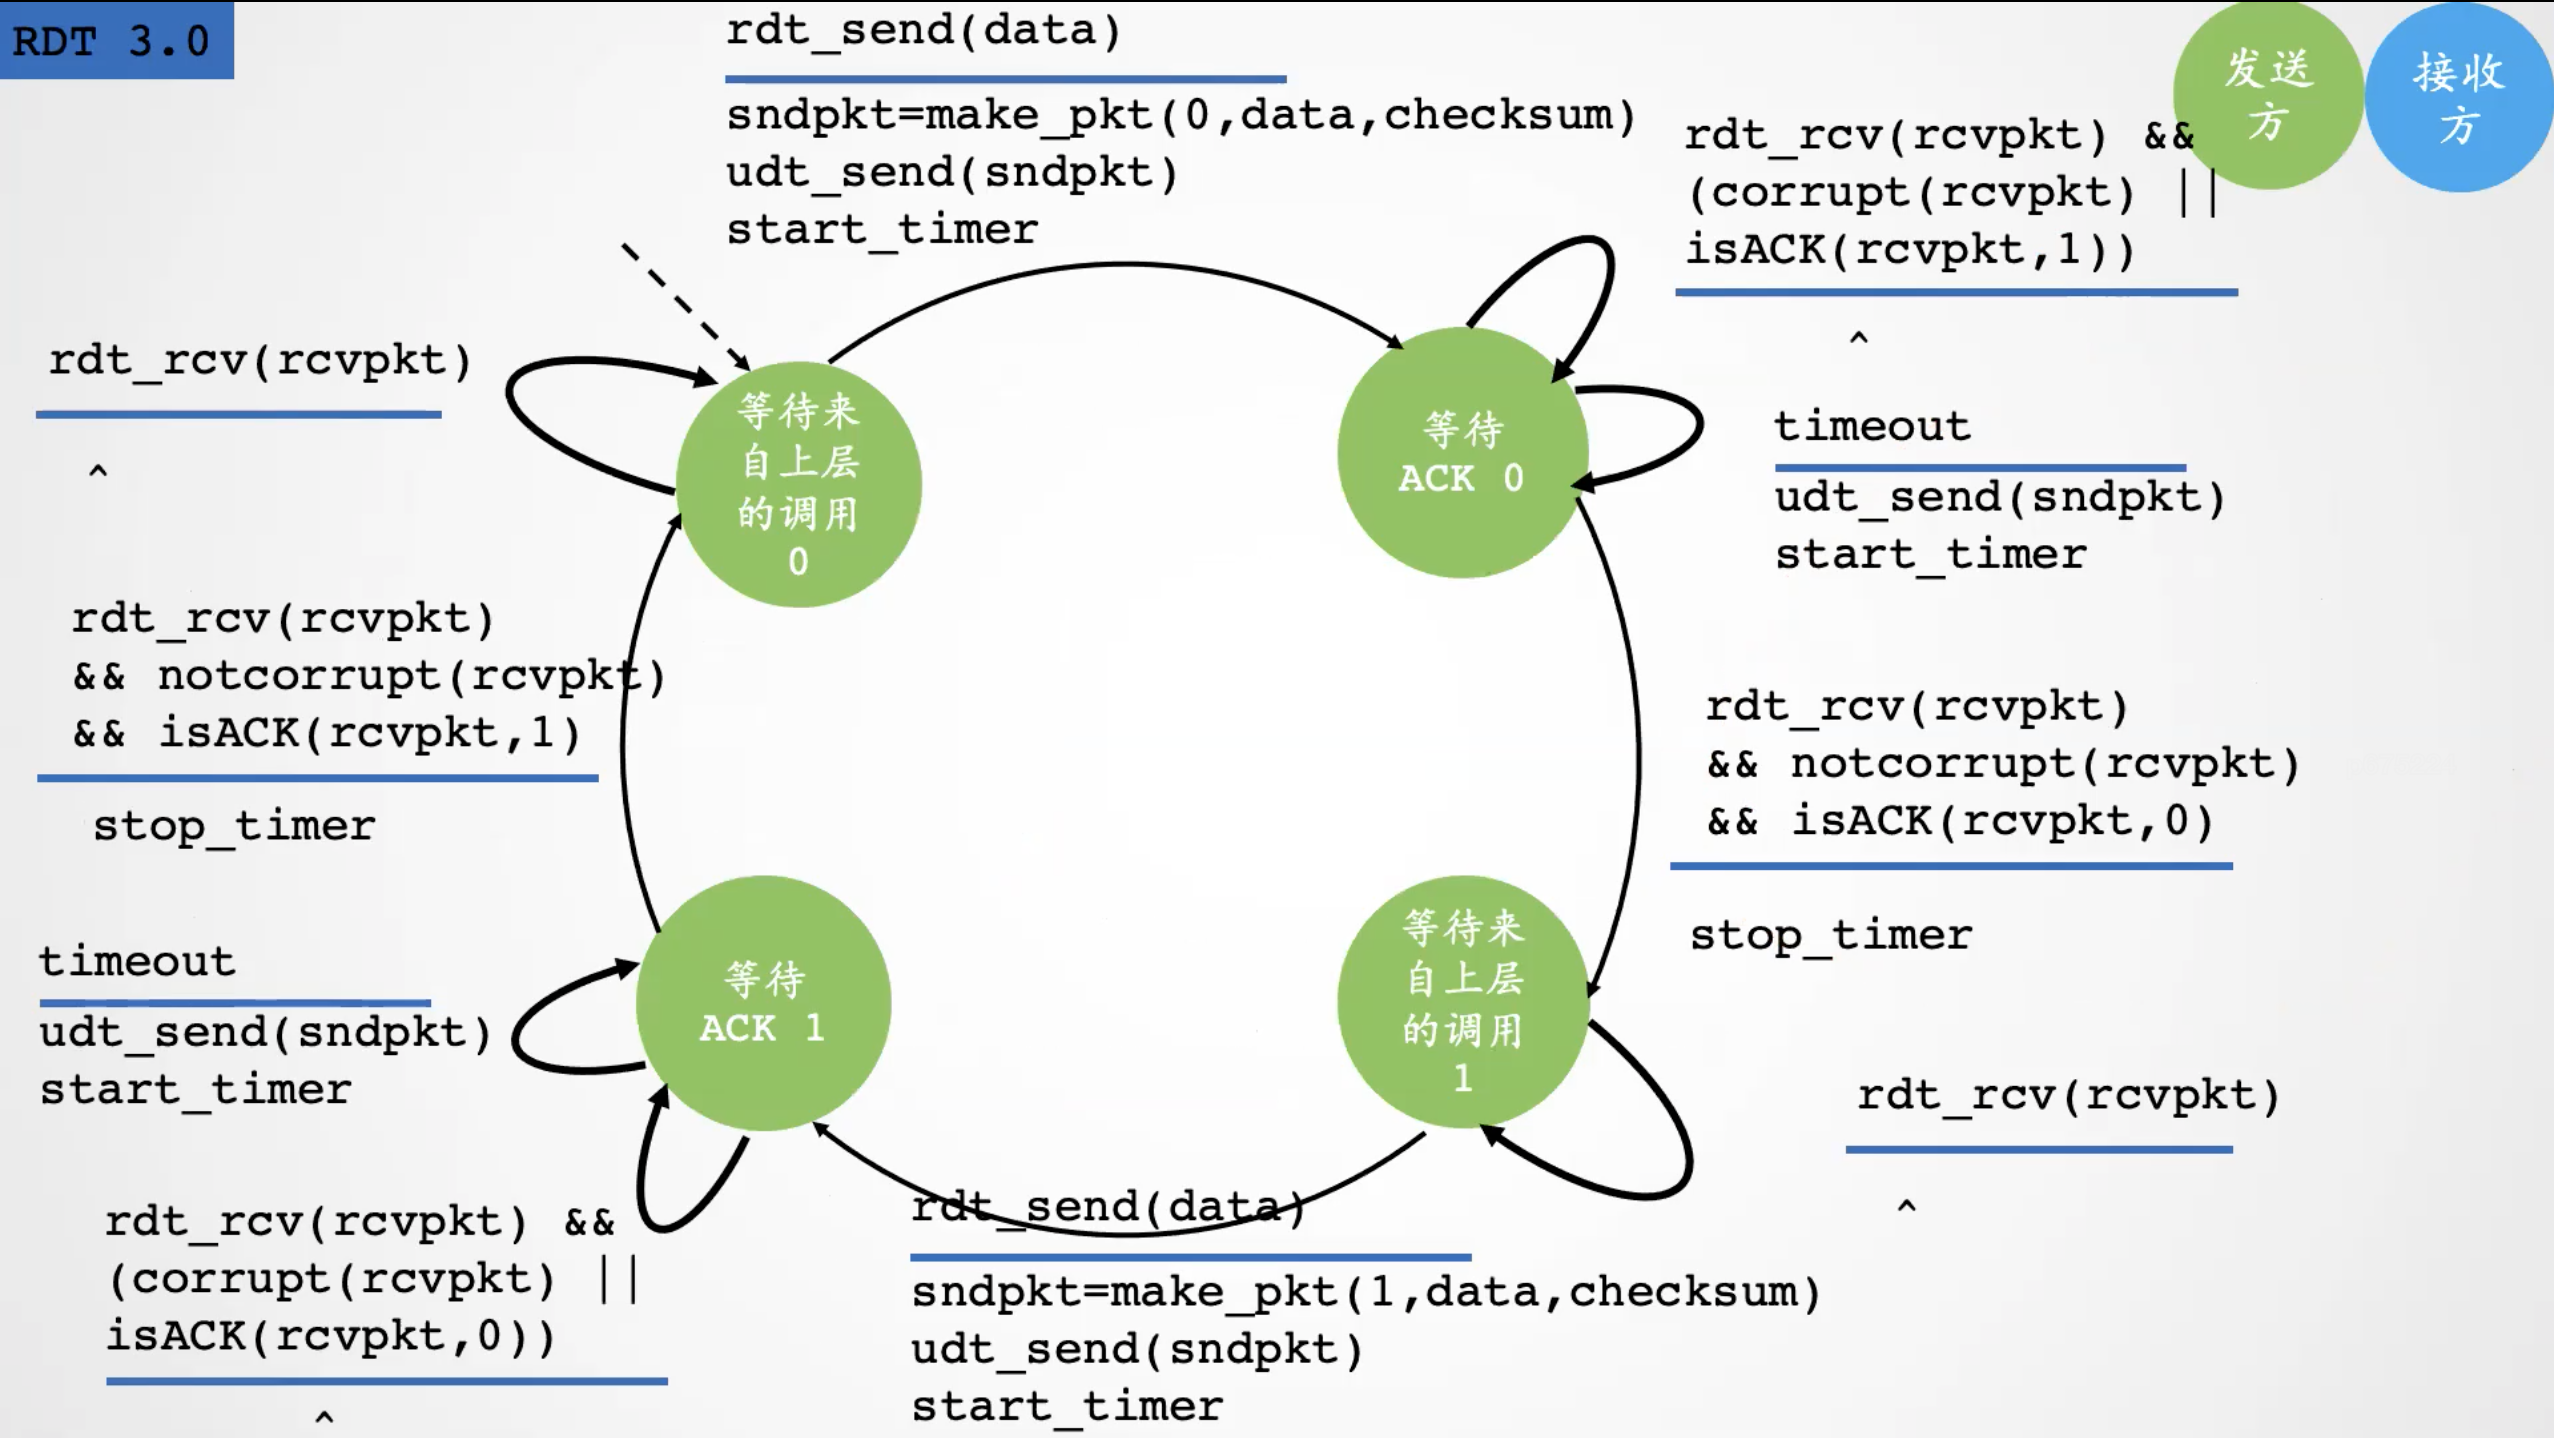 RDT 3.0
rdt_send(data)
sndpkt=make_pkt(0,data,checksum)
udt_send(sndpkt)
start_timer
发送
方
接收
方
rdt_rcv(rcvpkt) &&
(corrupt(rcvpkt) ||
isACK(rcvpkt,1))
^
rdt_rcv(rcvpkt)
^
等待来
自上层
的调用
0
等待
ACK 0
timeout
udt_send(sndpkt)
start_timer
rdt_rcv(rcvpkt)
&& notcorrupt(rcvpkt)
&& isACK(rcvpkt,1)
stop_timer
rdt_rcv(rcvpkt)
&& notcorrupt(rcvpkt)
&& isACK(rcvpkt,0)
stop_timer
timeout
udt_send(sndpkt)
start_timer
等待
ACK 1
等待来
自上层
的调用
1
rdt_rcv(rcvpkt)
^
rdt_rcv(rcvpkt) &&
(corrupt(rcvpkt) ||
isACK(rcvpkt,0))
^
rdt_send(data)
sndpkt=make_pkt(1,data,checksum)
udt_send(sndpkt)
start_timer